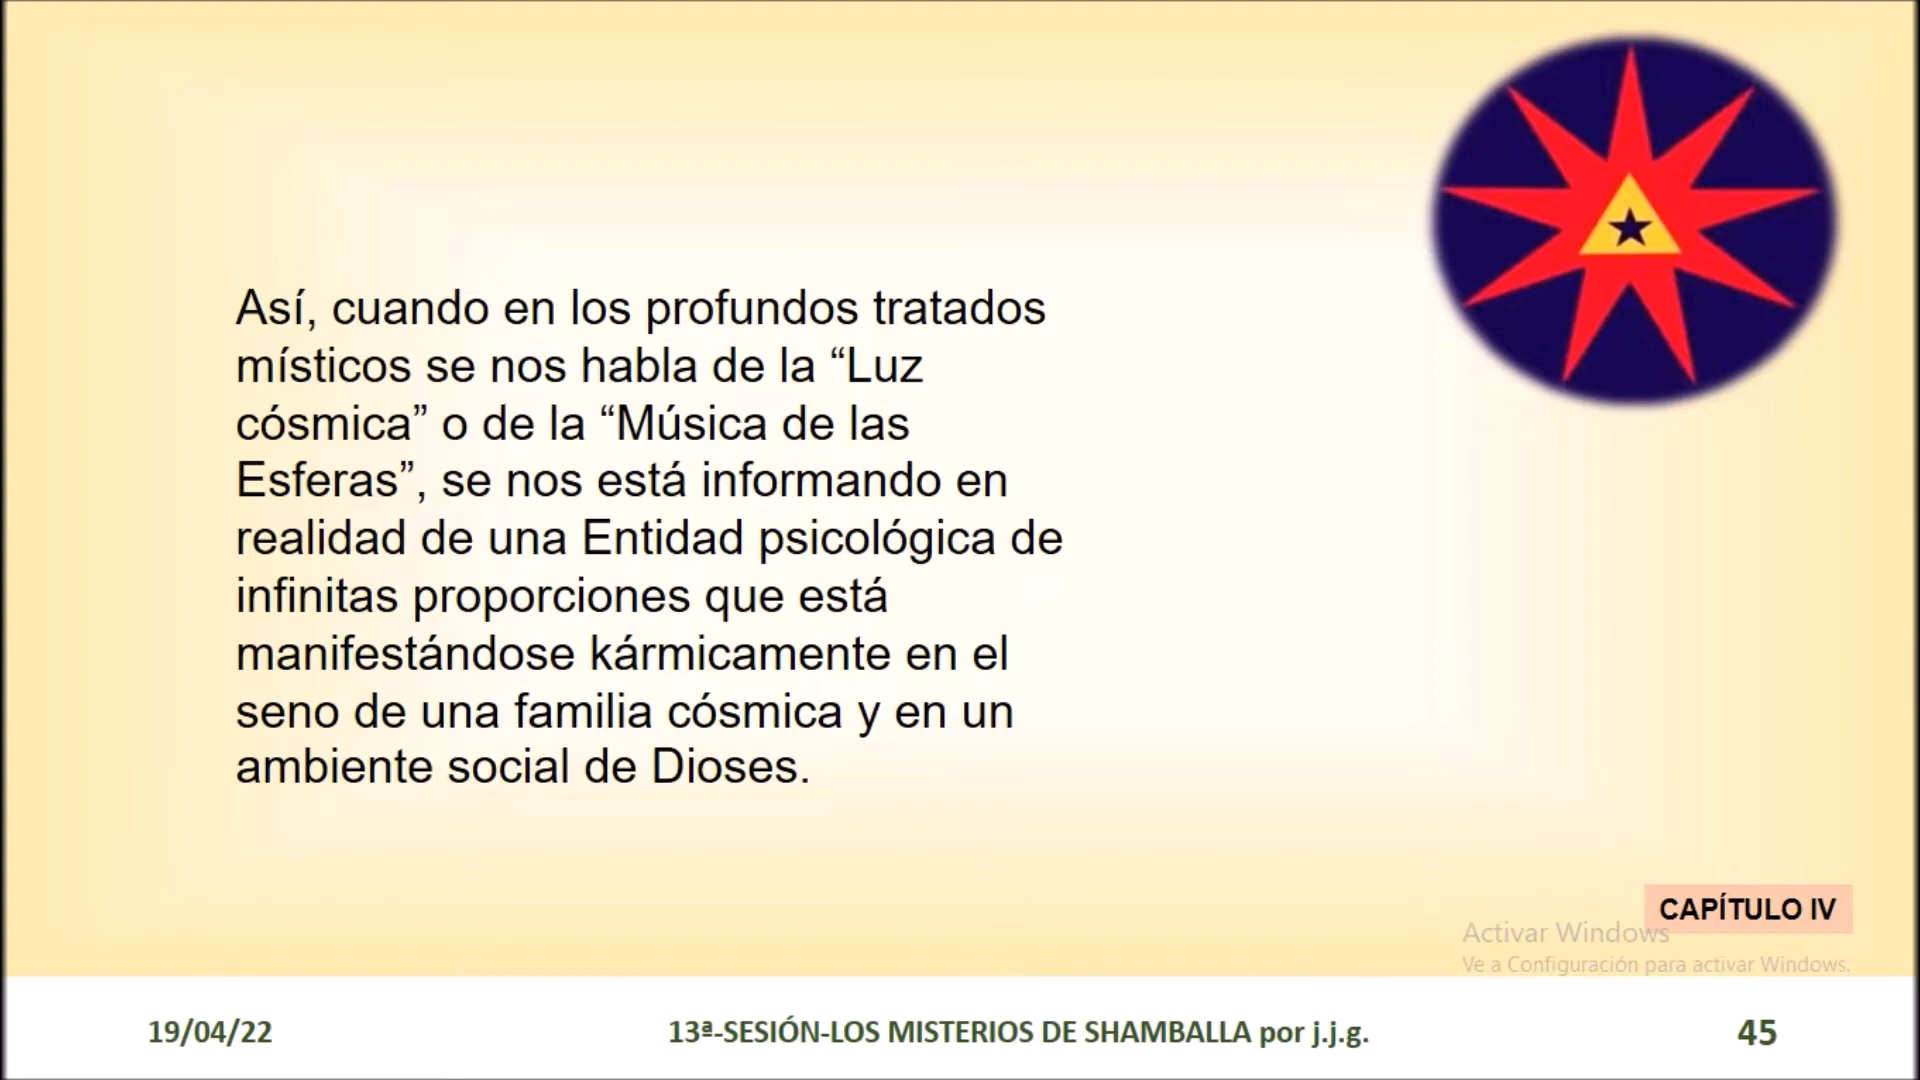 Así, cuando en los profundos tratados
místicos se nos habla de la “Luz
cósmica” o de la “Música de las
Esferas”, se nos está informando en
realidad de una Entidad psicológica de
infinitas proporciones que está
manifestándose kármicamente en el
seno de una familia cósmica y en un
ambiente social de Dioses.
CAPÍTULO IV
Activar Windows
Ve a Configuración para activar Windows.
19/04/22
13ª-SESIÓN-LOS MISTERIOS DE SHAMBALLA por j.j.g.
45